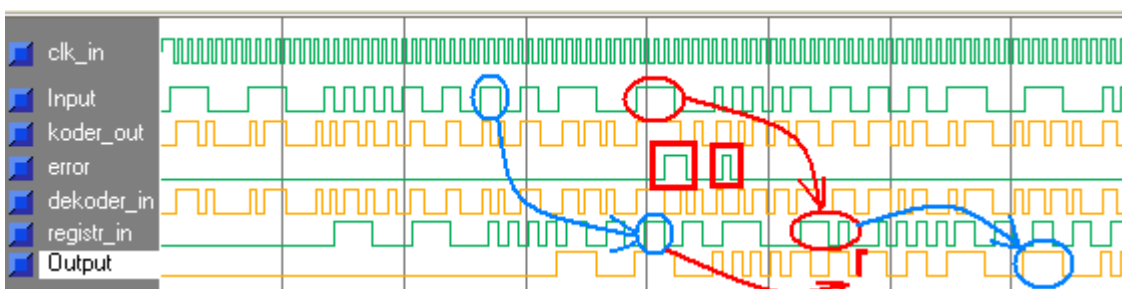 clk_in
Input
koder_out
error
dekoder_in
registr_in
Output